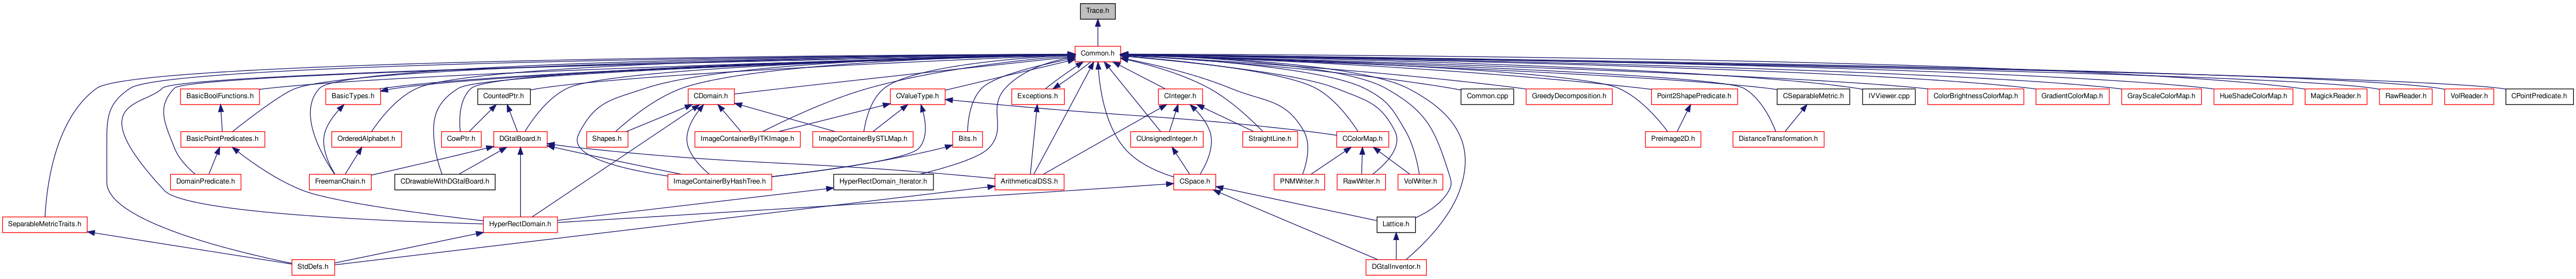 Trace.h
Common.h
BasicBoolFunctions.h
BasicTypes.h
CountedPtr.h
CDomain.h
CValueType.h
Exceptions.h
CInteger.h
Common.cpp
GreedyDecomposition.h
Point2ShapePredicate.h
CSeparableMetric.h
IVViewer.cpp
ColorBrightnessColorMap.h
GradientColorMap.h
GrayScaleColorMap.h
HueShadeColorMap.h
MagickReader.h
RawReader.h
VolReader.h
CPointPredicate.h
BasicPointPredicates.h
OrderedAlphabet.h
CowPtr.h
DGtalBoard.h
Shapes.h
ImageContainerByITKImage.h
ImageContainerBySTLMap.h
Bits.h
CUnsignedInteger.h
StraightLine.h
CColorMap.h
Preimage2D.h
DistanceTransformation.h
DomainPredicate.h
FreemanChain.h
CDrawableWithDGtalBoard.h
ImageContainerByHashTree.h
HyperRectDomain_Iterator.h
ArithmeticalDSS.h
CSpace.h
PNMWriter.h
RawWriter.h
VolWriter.h
SeparableMetricTraits.h
HyperRectDomain.h
Lattice.h
StdDefs.h
DGtalInventor.h